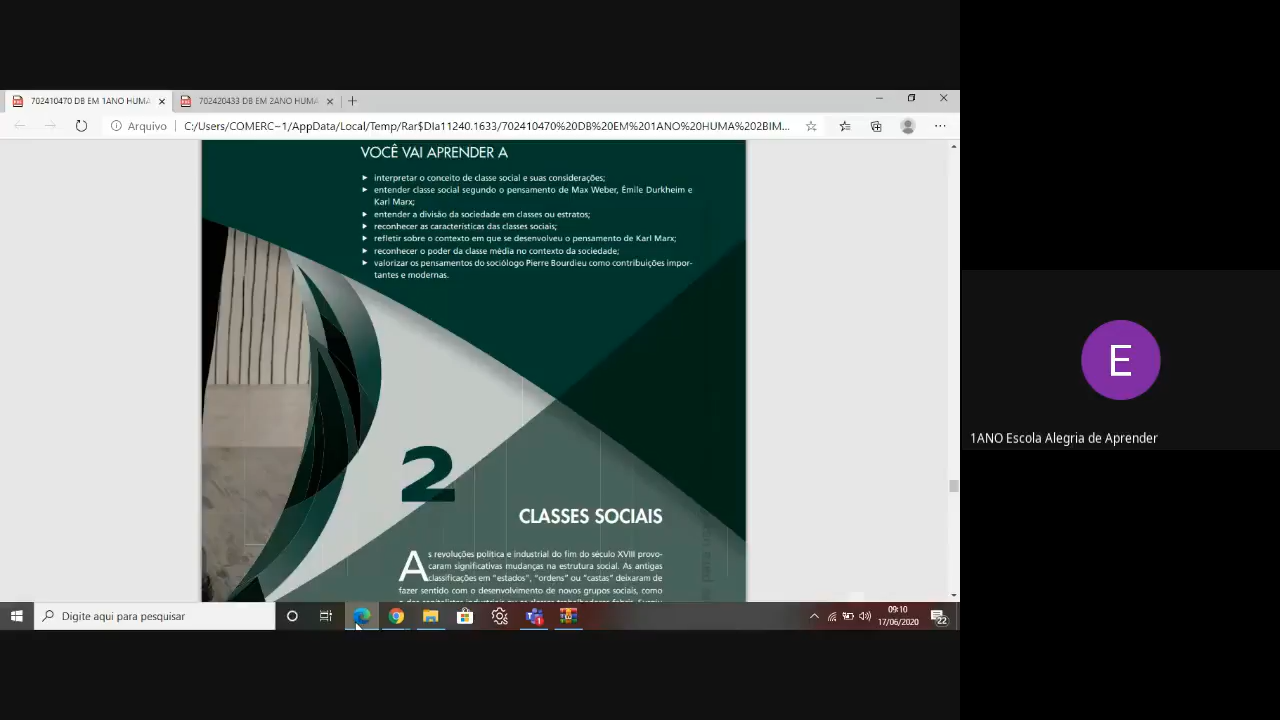 702410470 DB EM 1ANO HUMA
702420433 DB EM 2ANO HUMA
Arquivo
C:/Users/COMERC~1/AppData/Local/Temp/Rar$DIa11240.1633/702410470%20DB%20EM%201ANO%20HUMA%202BIM...
VOCÊ VAI APRENDER A
interpretar o conceito de classe social e suas considerações;
entender classe social segundo o pensamento de Max Weber, Émile Durkheim e
Karl Marx;
entender a divisão da sociedade em classes ou estratos;
reconhecer as características das classes sociais;
refletir sobre o contexto em que se desenvolveu o pensamento de Karl Marx;
reconhecer o poder da classe média no contexto da sociedade;
valorizar os pensamentos do sociólogo Pierre Bourdieu como contribuições impor-
tantes e modernas.
2
CLASSES SOCIAIS
As revoluções política e industrial do fim do século XVIII provo-
caram significativas mudanças na estrutura social. As antigas
classificações em "estados", "ordens" ou "castas" deixaram de
fazer sentido com o desenvolvimento de novos grupos sociais, como
E
1ANO Escola Alegria de Aprender
Digite aqui para pesquisar
1
09:10
17/06/2020
22